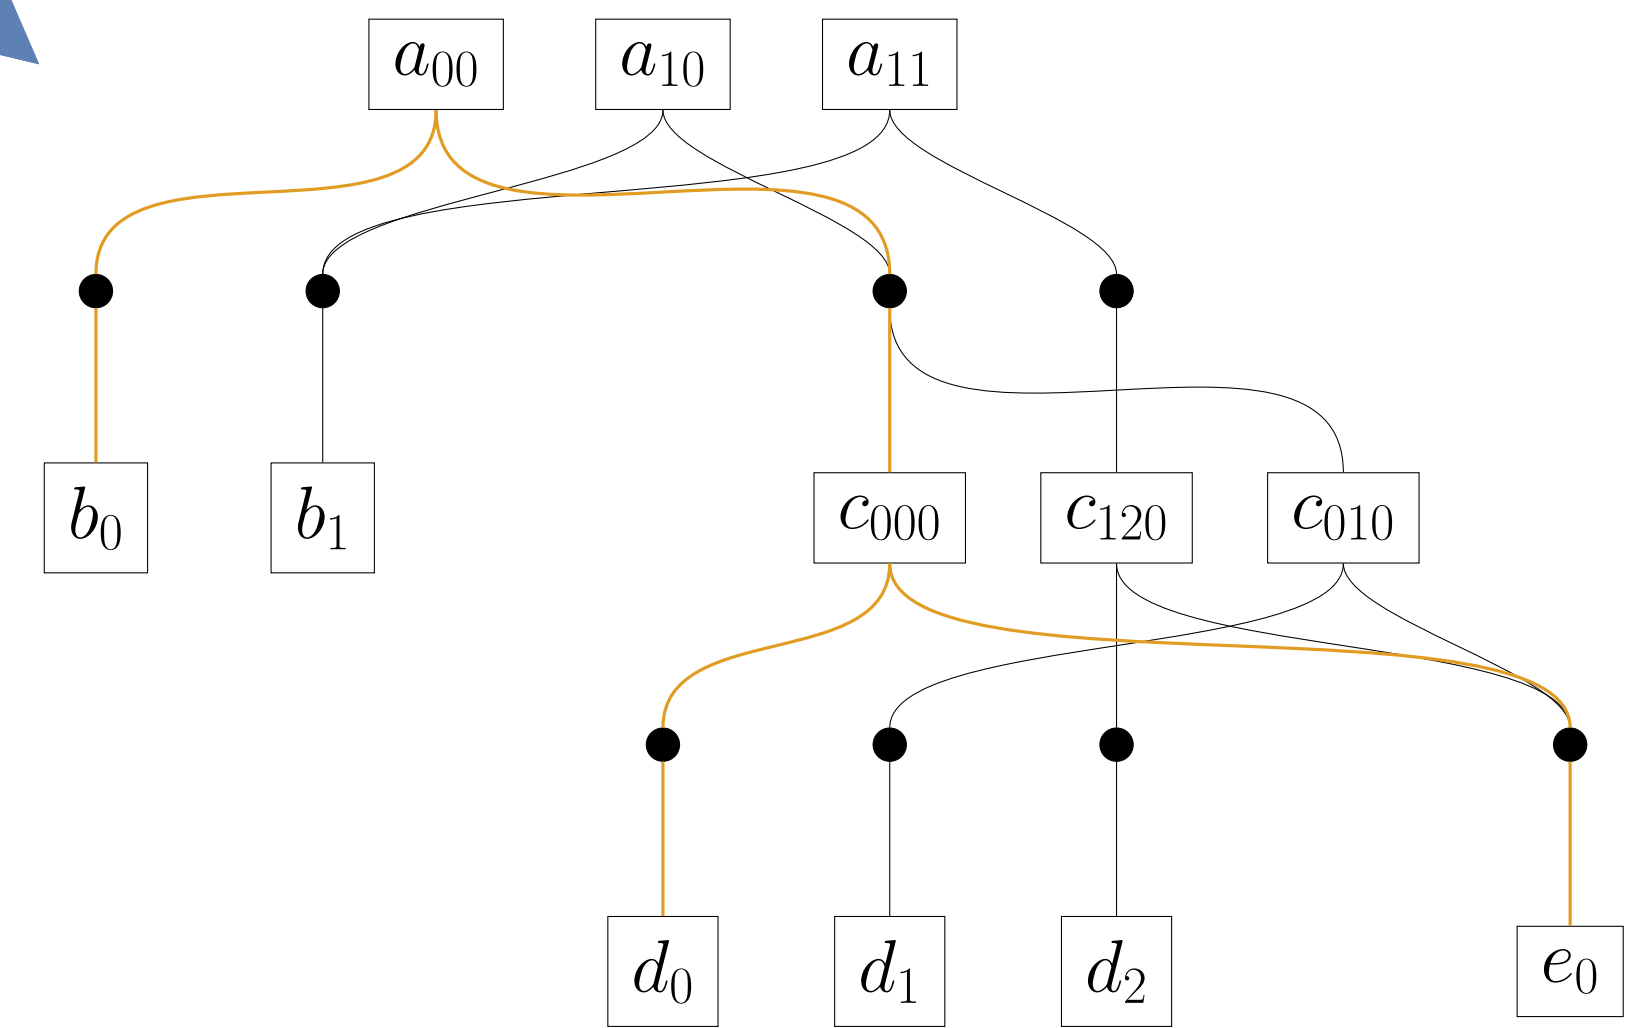 a₀₀ a₁₀ a₁₁
b₀ b₁ c₀₀₀ c₁₂₀ c₀₁₀
d₀ d₁ d₂ e₀